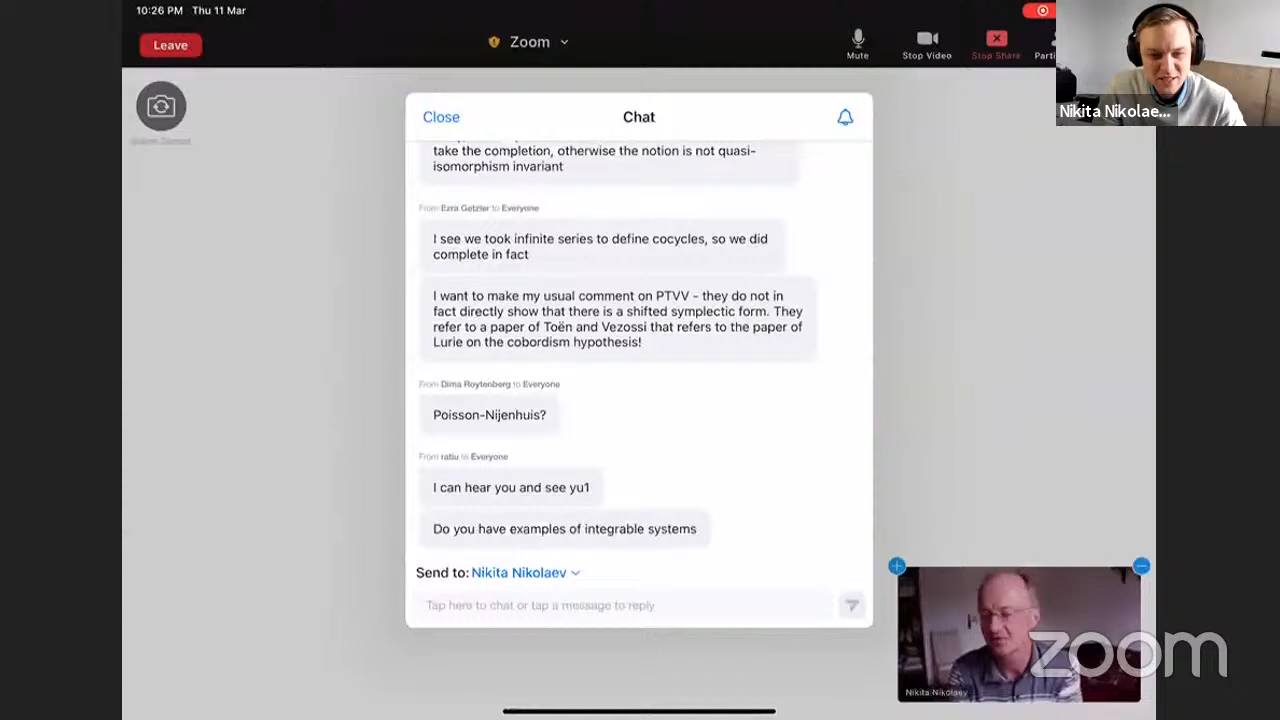 10:26 PM Thu 11 Mar
Leave
Zoom
Mute
Stop Video
Stop Share
Parti
Nikita Nikolae...
Close
Chat
take the completion, otherwise the notion is not quasi-
isomorphism invariant
From Ezra Getzler to Everyone
I see we took infinite series to define cocycles, so we did
complete in fact
I want to make my usual comment on PTVV - they do not in
fact directly show that there is a shifted symplectic form. They
refer to a paper of Toën and Vezossi that refers to the paper of
Lurie on the cobordism hypothesis!
From Dima Roytenberg to Everyone
Poisson-Nijenhuis?
From ratiu to Everyone
I can hear you and see yu1
Do you have examples of integrable systems
Send to: Nikita Nikolaev
Tap here to chat or tap a message to reply
Nikita Nikolaev
zoom